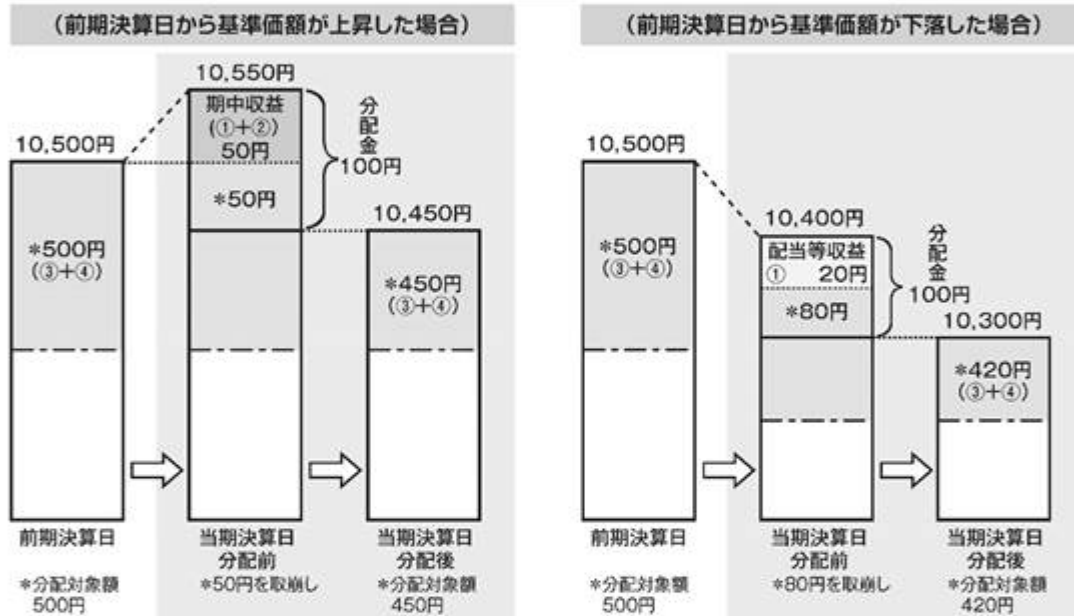 (前期決算日から基準価額が上昇した場合)
10,550円
期中収益
(①+②)
50円
*50円
分配金
100円
10,500円
*500円
(③+④)
10,450円
*450円
(③+④)
前期決算日
当期決算日
分配前
当期決算日
分配後
*分配対象額
500円
*50円を取崩し
*分配対象額
450円
(前期決算日から基準価額が下落した場合)
10,500円
*500円
(③+④)
10,400円
配当等収益
① 20円
*80円
分配金
100円
10,300円
*420円
(③+④)
前期決算日
当期決算日
分配前
当期決算日
分配後
*分配対象額
500円
*80円を取崩し
*分配対象額
420円